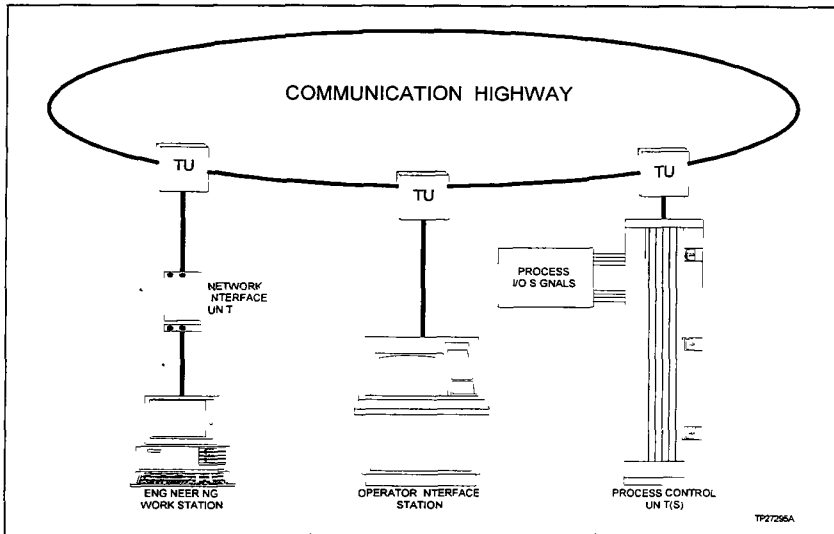 COMMUNICATION HIGHWAY
TU
TU
TU
NETWORK
NTERFACE
UN T
PROCESS
I/O S GNALS
ENG NEER NG
WORK STATION
OPERATOR NTERFACE
STATION
PROCESS CONTROL
UN T(S)
TP27295A